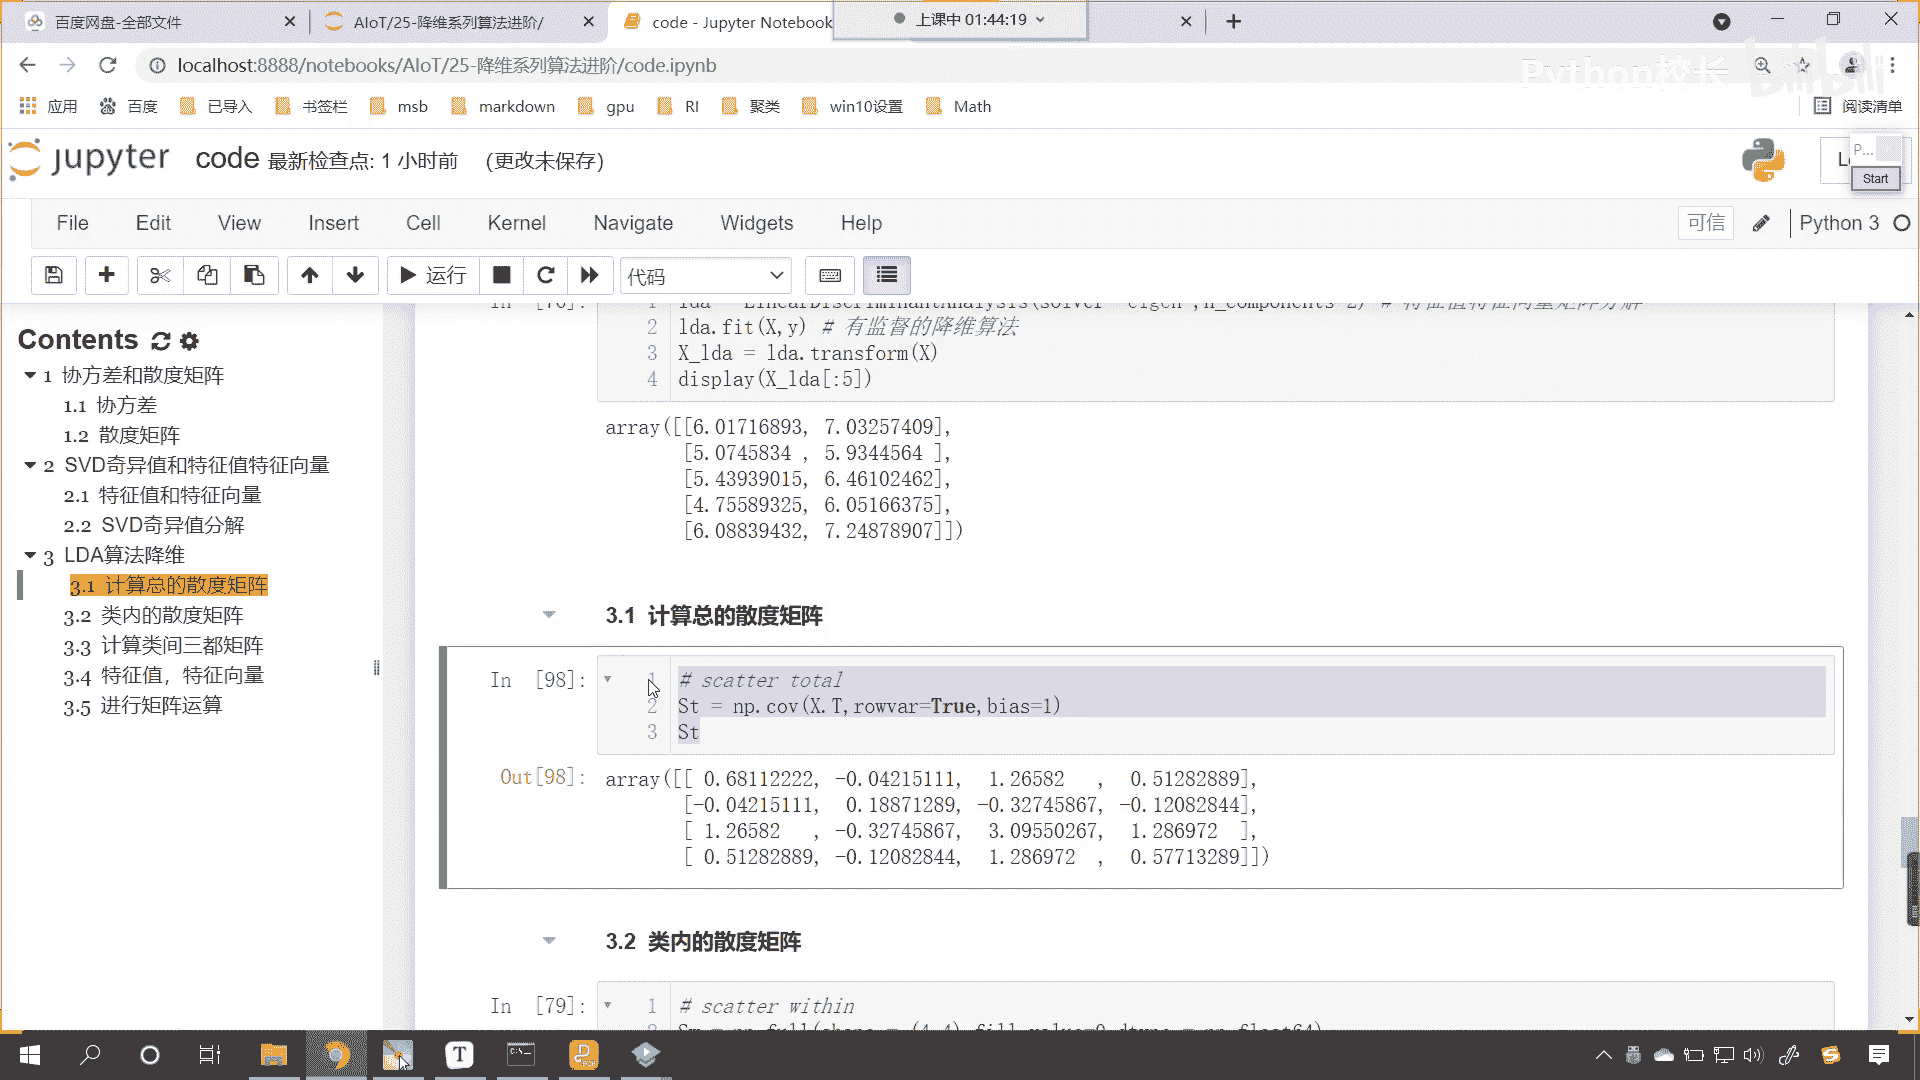 百度网盘-全部文件
AIoT/25-降维系列算法进阶/
code - Jupyter Notebook
上课中 01:44:19
localhost:8888/notebooks/AIoT/25-降维系列算法进阶/code.ipynb
Python校长
bilibili
应用 百度 已导入 书签栏 msb markdown gpu RI 聚类 win10设置 Math 阅读清单
jupyter code 最新检查点: 1 小时前 (更改未保存)
P...
Start
File Edit View Insert Cell Kernel Navigate Widgets Help 可信 Python 3
运行 代码
Contents
1 协方差和散度矩阵
1.1 协方差
1.2 散度矩阵
2 SVD奇异值和特征值特征向量
2.1 特征值和特征向量
2.2 SVD奇异值分解
3 LDA算法降维
3.1 计算总的散度矩阵
3.2 类内的散度矩阵
3.3 计算类间三都矩阵
3.4 特征值，特征向量
3.5 进行矩阵运算
2 lda.fit(X,y) # 有监督的降维算法
3 X_lda = lda.transform(X)
4 display(X_lda[:5])
array([[6.01716893, 7.03257409],
[5.0745834 , 5.9344564 ],
[5.43939015, 6.46102462],
[4.75589325, 6.05166375],
[6.08839432, 7.24878907]])
3.1 计算总的散度矩阵
In [98]: 1 # scatter total
2 St = np.cov(X.T,rowvar=True,bias=1)
3 St
Out[98]: array([[ 0.68112222, -0.04215111, 1.26582 , 0.51282889],
[-0.04215111, 0.18871289, -0.32745867, -0.12082844],
[ 1.26582 , -0.32745867, 3.09550267, 1.286972 ],
[ 0.51282889, -0.12082844, 1.286972 , 0.57713289]])
3.2 类内的散度矩阵
In [79]: 1 # scatter within